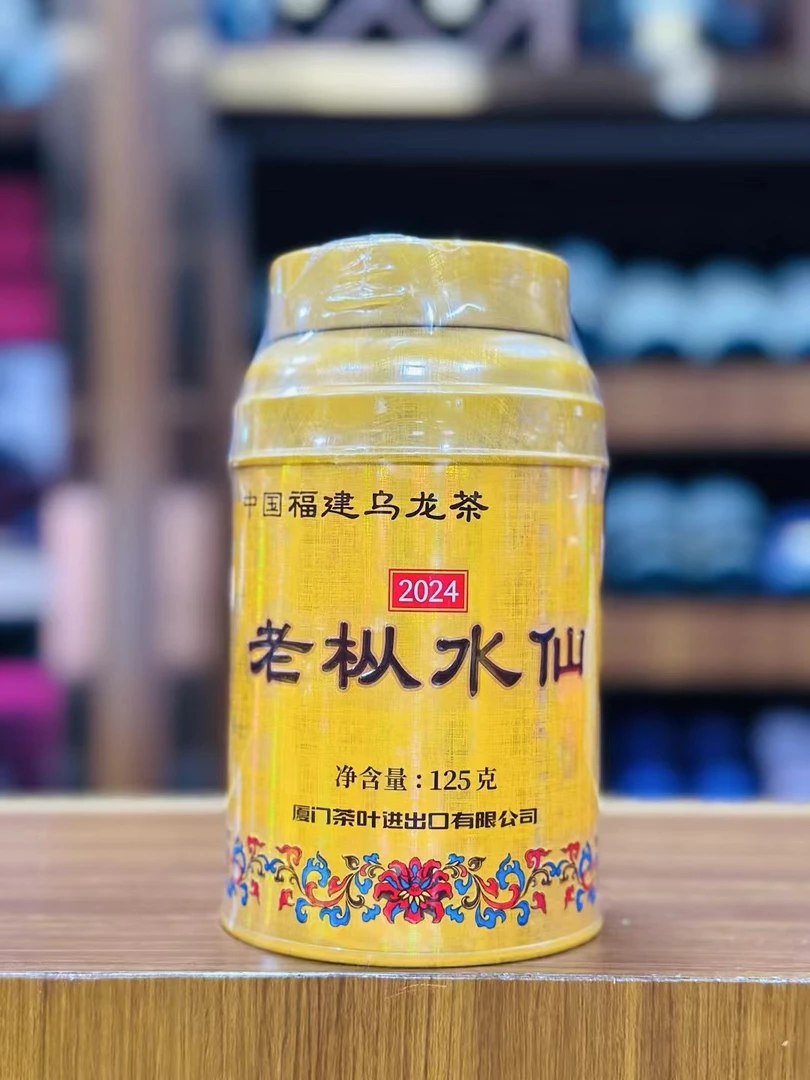 中国福建乌龙茶
2024
老枞水仙
净含量:125克
厦门茶叶进出口有限公司